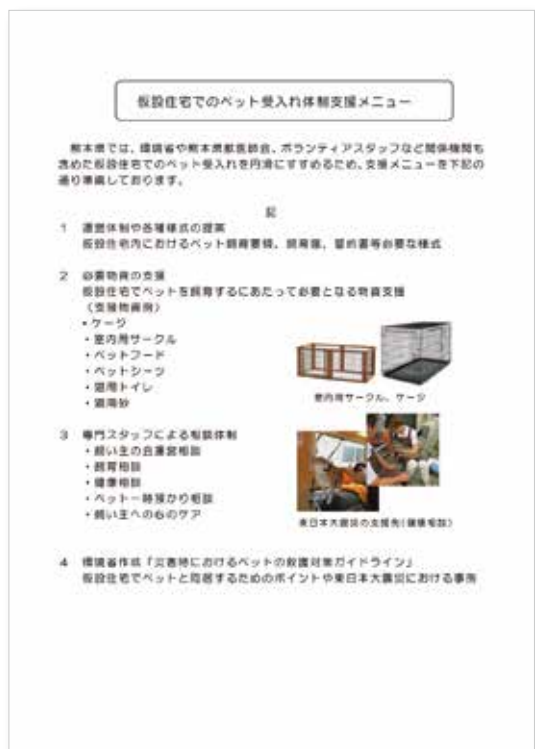 仮設住宅でのペット受入れ体制支援メニュー
熊本県では、環境省や熊本県獣医師会、ボランティアスタッフなど関係機関も
含めた仮設住宅でのペット受入れを円滑にすすめるため、支援メニューを下記の
通り準備しております。
記
1 運営体制や各種様式の提案
仮設住宅内におけるペット飼育要領、飼育届、誓約書等必要な様式
2 必要物資の支援
仮設住宅でペットを飼育するにあたって必要となる物資支援
(支援物資例)
・ケージ
・室内用サークル
・ペットフード
・ペットシーツ
・猫用トイレ
・猫用砂
室内用サークル、ケージ
3 専門スタッフによる相談体制
・飼い主の会運営相談
・飼育相談
・健康相談
・ペット一時預かり相談
・飼い主への心のケア
東日本大震災の支援先(健康相談)
4 環境省作成「災害時におけるペットの救護対策ガイドライン」
仮設住宅でペットと同居するためのポイントや東日本大震災における事例